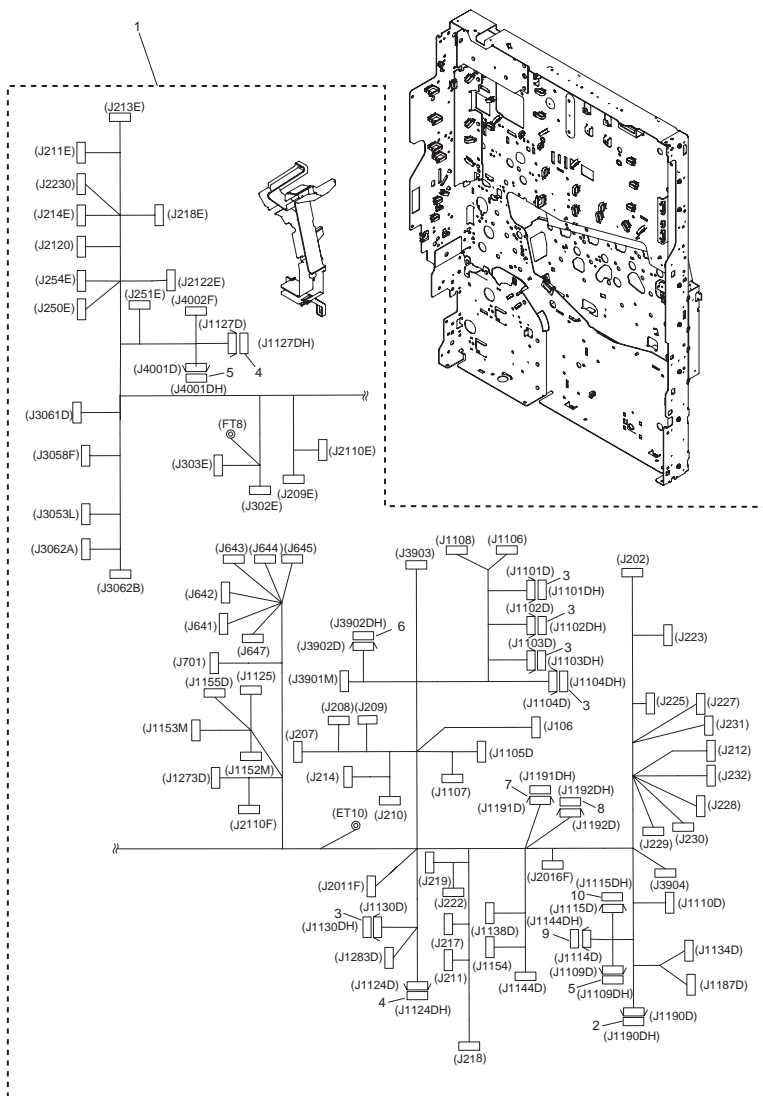 1
(J213E)
(J211E)
(J2230)
(J214E)
(J218E)
(J2120)
(J254E)
(J2122E)
(J250E)
(J251E)
(J4002F)
(J1127D)
(J1127DH)
4
(J4001D)
5
(J4001DH)
(J3061D)
(FT8)
(J3058F)
(J303E)
(J2110E)
(J209E)
(J302E)
(J3053L)
(J3062A)
(J3062B)
(J643)
(J644)
(J645)
(J642)
(J641)
(J647)
(J701)
(J1125)
(J1155D)
(J1153M
(J1152M)
(J1273D)
(J2110F)
(ET10)
(J3903)
(J1108)
(J1106)
(J1101D)
3
(J1101DH)
(J1102D)
3
(J1102DH)
(J1103D)
3
(J1103DH)
(J3902DH)
6
(J3902D)
(J3901M)
(J1104DH)
(J1104D)
3
(J208)
(J209)
(J207)
(J106
(J1105D
(J214)
(J210)
(J1107)
7
(J1191DH)
(J1192DH)
8
(J1191D)
(J1192D)
(J202)
(J223)
(J225)
(J227)
(J231)
(J212)
(J232)
(J228)
(J229)
(J230)
(J3904)
(J2011F)
(J219)
(J222)
(J2016F)
3
(J1130D)
(J1130DH)
(J1283D)
(J217)
(J211)
(J1138D)
(J1154)
(J1124D)
4
(J1124DH)
(J218)
(J1144D)
(J1115DH)
10
(J1115D)
(J1144DH)
9
(J1114D)
(J1109D)
5
(J1109DH)
(J1110D)
(J1134D)
(J1187D)
2
(J1190D)
(J1190DH)